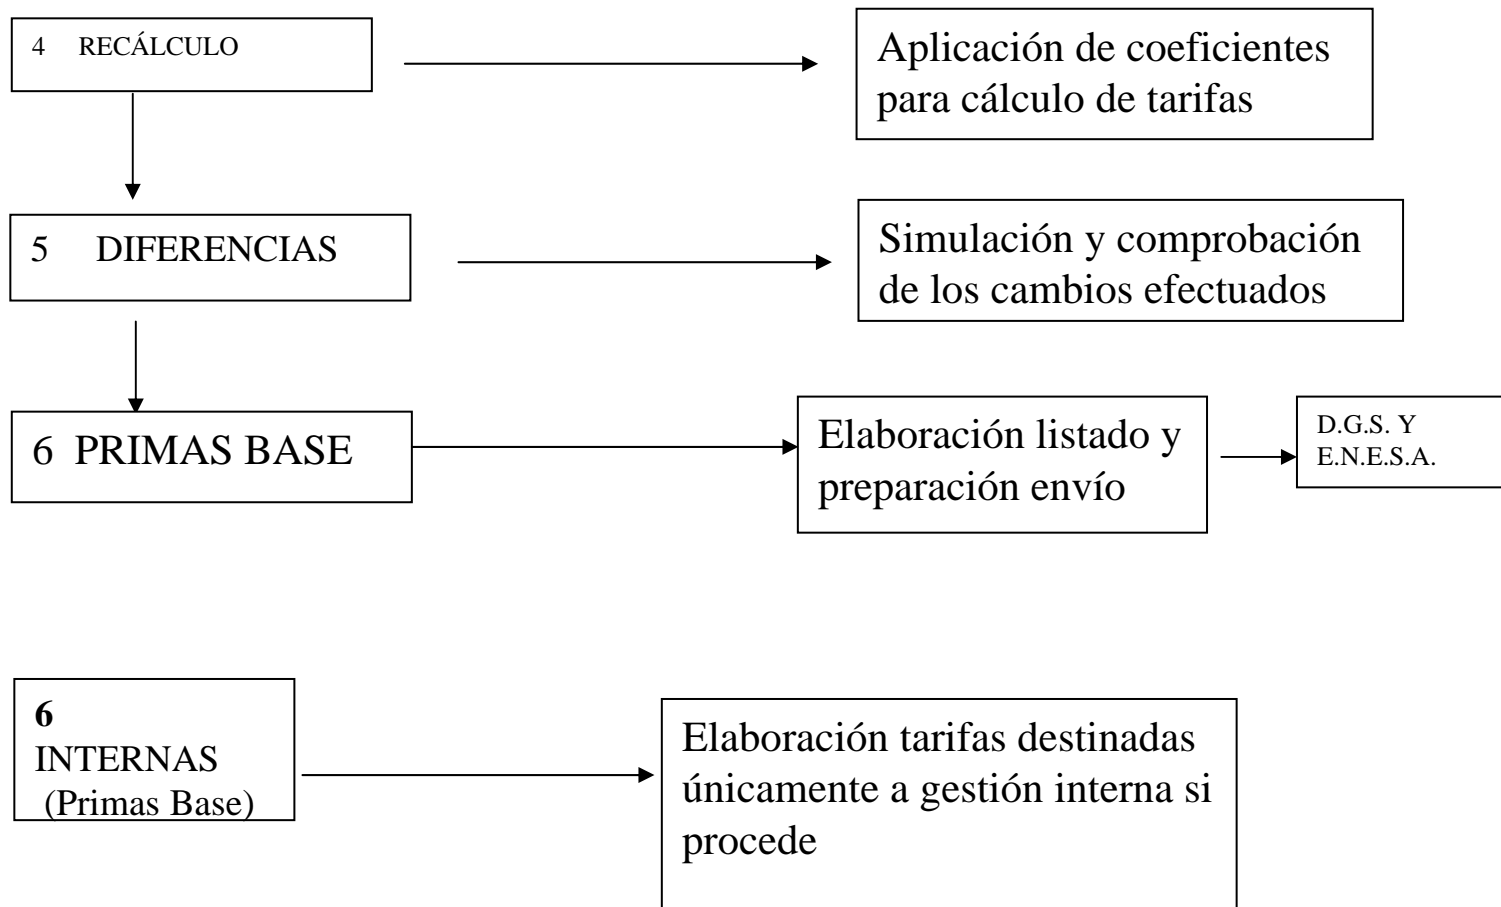 4 RECÁLCULO
Aplicación de coeficientes
para cálculo de tarifas
5 DIFERENCIAS
Simulación y comprobación
de los cambios efectuados
6 PRIMAS BASE
Elaboración listado y
preparación envío
D.G.S. Y
E.N.E.S.A.
6
INTERNAS
(Primas Base)
Elaboración tarifas destinadas
únicamente a gestión interna si
procede